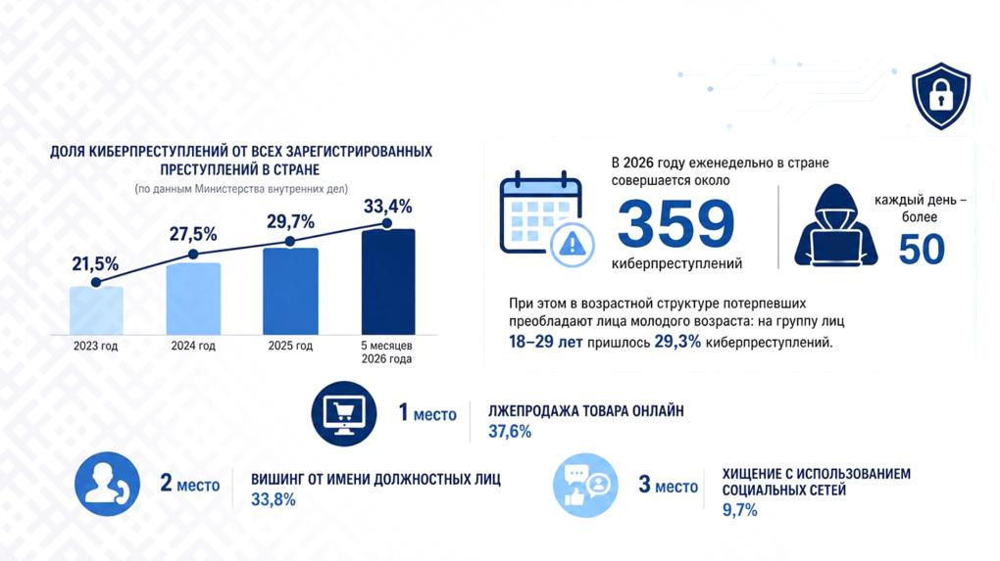 ДОЛЯ КИБЕРПРЕСТУПЛЕНИЙ ОТ ВСЕХ ЗАРЕГИСТРИРОВАННЫХ
ПРЕСТУПЛЕНИЙ В СТРАНЕ
(по данным Министерства внутренних дел)
21,5%
27,5%
29,7%
33,4%
2023 год
2024 год
2025 год
5 месяцев
2026 года
В 2026 году еженедельно в стране
совершается около
359
киберпреступлений
каждый день –
более
50
При этом в возрастной структуре потерпевших
преобладают лица молодого возраста: на группу лиц
18–29 лет пришлось 29,3% киберпреступлений.
1 место
ЛЖЕПРОДАЖА ТОВАРА ОНЛАЙН
37,6%
2 место
ВИШИНГ ОТ ИМЕНИ ДОЛЖНОСТНЫХ ЛИЦ
33,8%
3 место
ХИЩЕНИЕ С ИСПОЛЬЗОВАНИЕМ
СОЦИАЛЬНЫХ СЕТЕЙ
9,7%